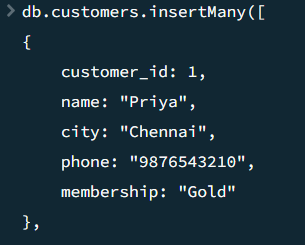 > db.customers.insertMany([
{
customer_id: 1,
name: "Priya",
city: "Chennai",
phone: "9876543210",
membership: "Gold"
},